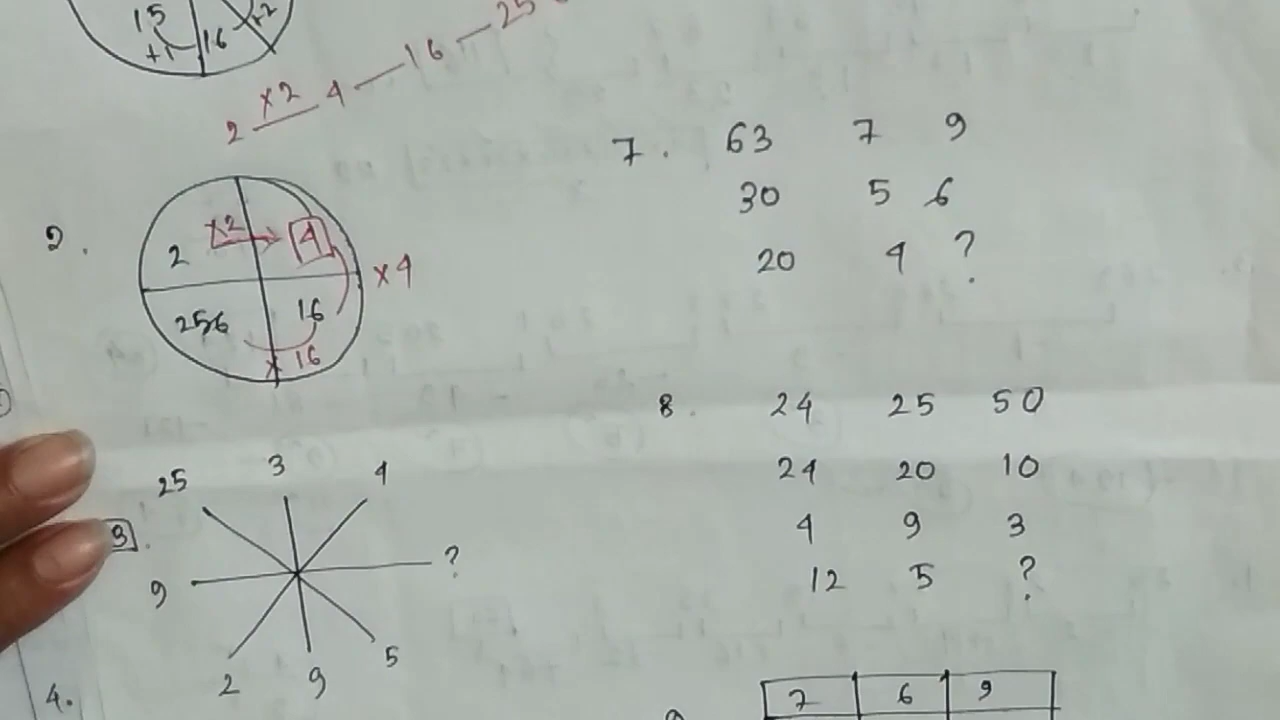 15
+1 16 +2
2 ×2 4 — 16 — 25
2.
2 ×2 4 ×4
256 16
× 16
3.
25 3 4
9 ?
2 9 5
4.
7. 63 7 9
30 5 6
20 4 ?
8. 24 25 50
24 20 10
4 9 3
12 5 ?
7 6 9